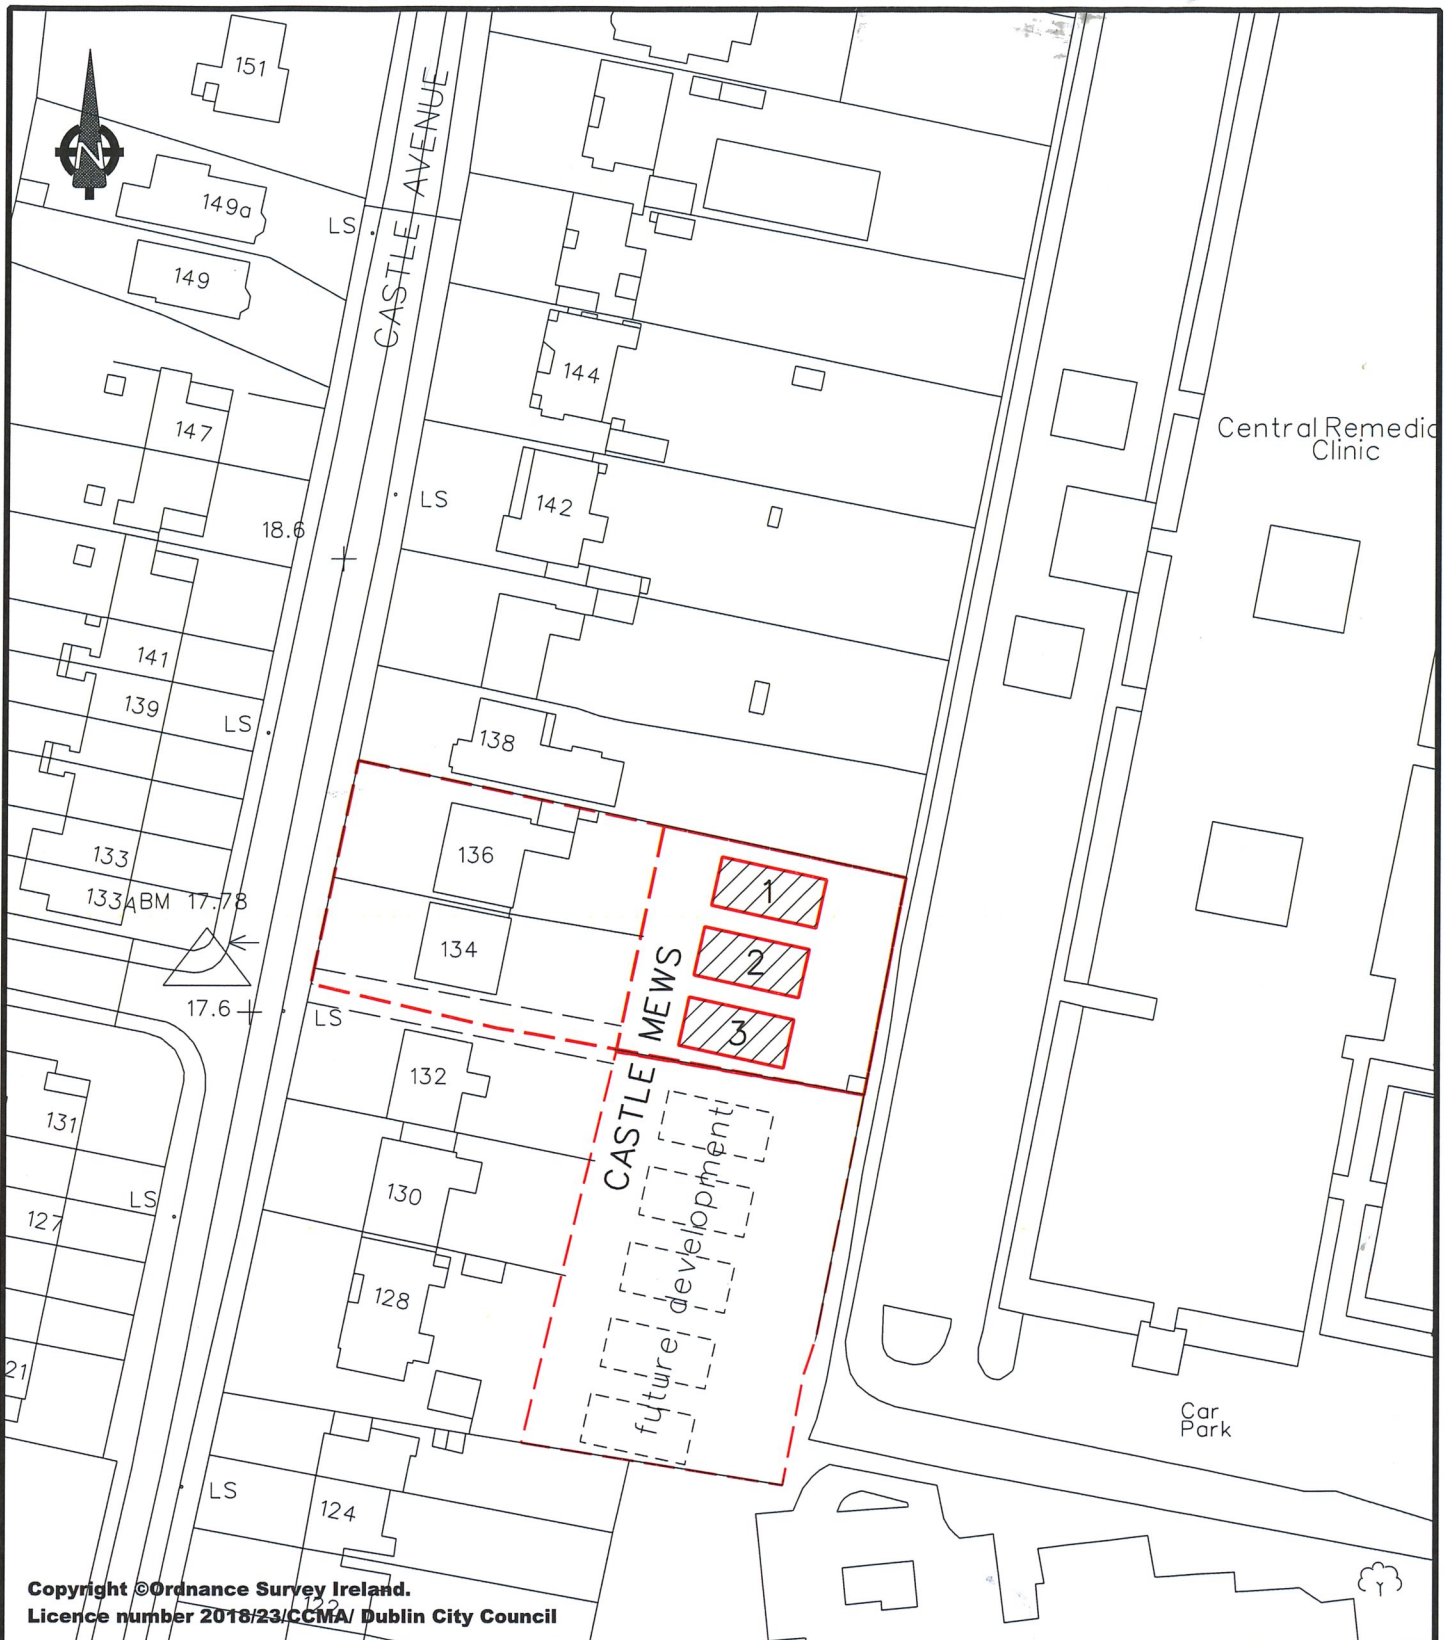 151
N
CASTLE AVENUE
149a
LS
149
144
147
Central Remedic
Clinic
142
LS
18.6
141
139
LS
138
136
133
1
133A
BM 17.78
134
2
CASTLE MEWS
17.6
LS
3
132
131
future development
130
LS
127
128
21
Car
Park
LS
124
122
Copyright ©Ordnance Survey Ireland.
Licence number 2018/23/CCMA/ Dublin City Council